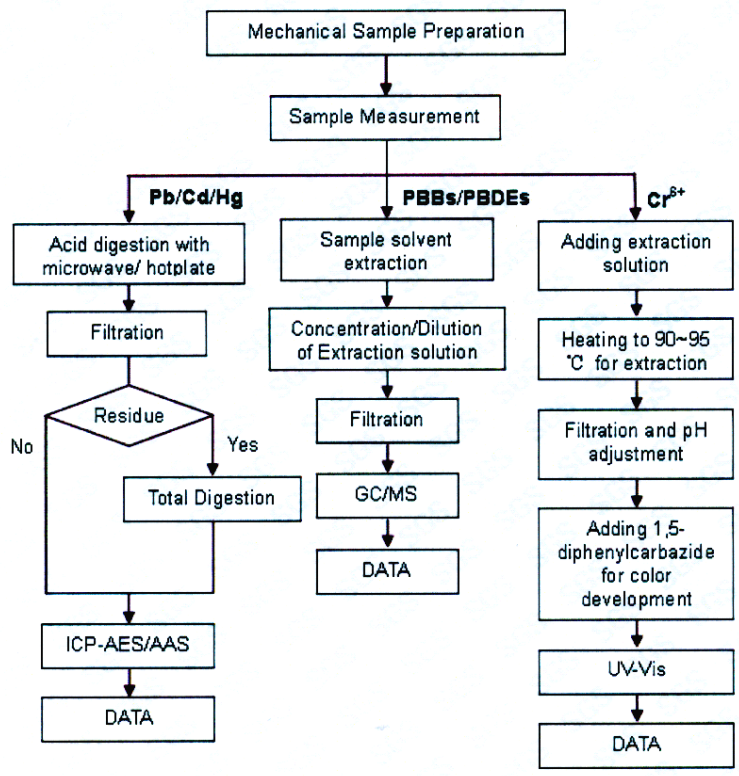 Mechanical Sample Preparation
Sample Measurement
Pb/Cd/Hg
Acid digestion with
microwave/ hotplate
Filtration
Residue
No
Yes
Total Digestion
ICP-AES/AAS
DATA
PBBs/PBDEs
Sample solvent
extraction
Concentration/Dilution
of Extraction solution
Filtration
GC/MS
DATA
Cr⁶⁺
Adding extraction
solution
Heating to 90~95
℃ for extraction
Filtration and pH
adjustment
Adding 1,5-
diphenylcarbazide
for color
development
UV-Vis
DATA